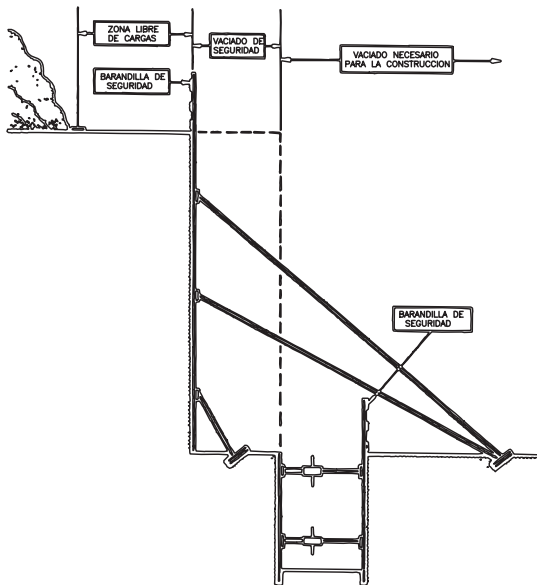 ZONA LIBRE
DE CARGAS
VACIADO DE
SEGURIDAD
VACIADO NECESARIO
PARA LA CONSTRUCCION
BARANDILLA DE
SEGURIDAD
BARANDILLA DE
SEGURIDAD